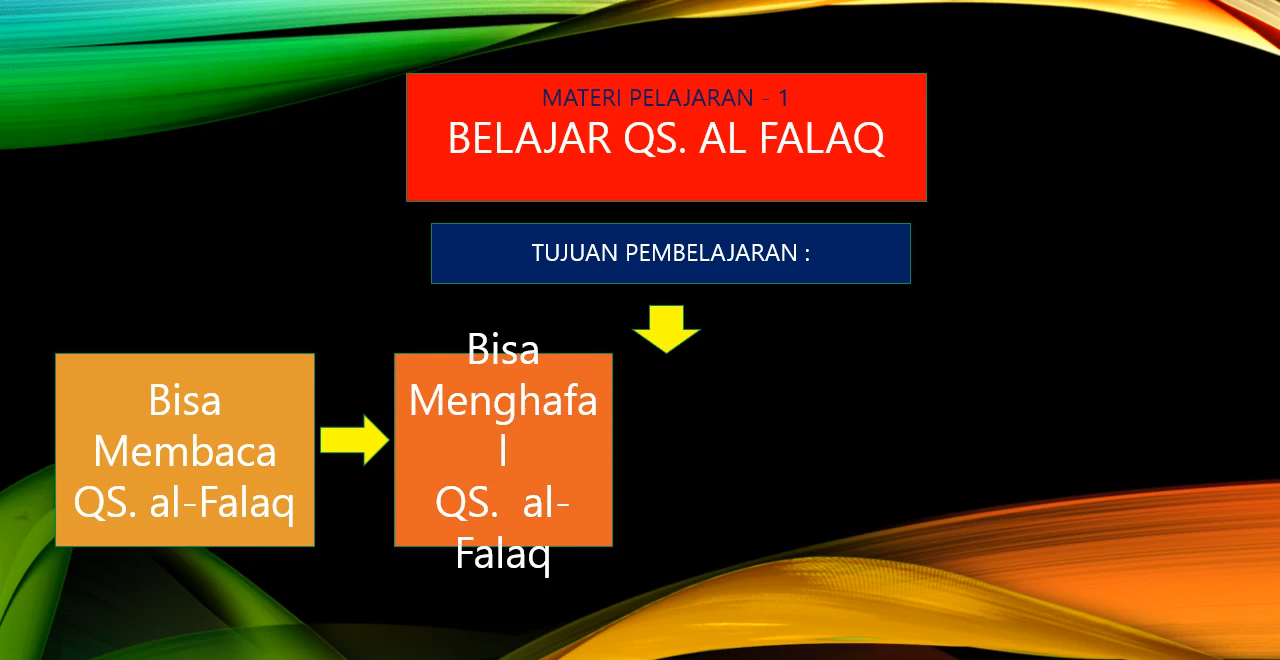 MATERI PELAJARAN - 1
BELAJAR QS. AL FALAQ
TUJUAN PEMBELAJARAN :
Bisa
Membaca
QS. al-Falaq
Bisa
Menghafa
l
QS. al-
Falaq